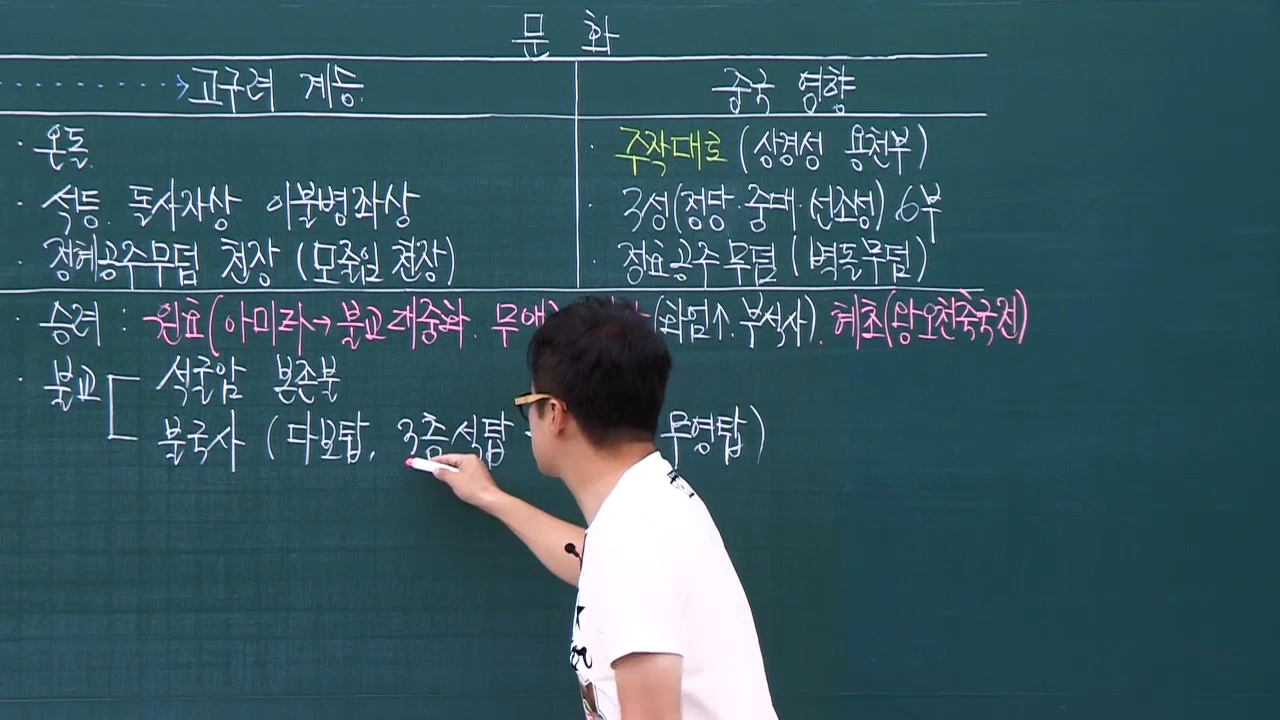 문 화
→ 고구려 계통
중국 영향
· 온돌
· 주작대로 (상경성 용천부)
· 석등. 돌사자상 이불병좌상
· 3성(정당·중대·선조성) 6부
· 정혜공주무덤 천장 (모줄임 천장)
· 정효공주 무덤 (벽돌무덤)
· 승려 : 원효(아미타→불교대중화. 무애) (화엄↑. 부석사). 혜초(왕오천축국전)
· 불교 석굴암 본존불
불국사 (다보탑. 3층석탑 무영탑)